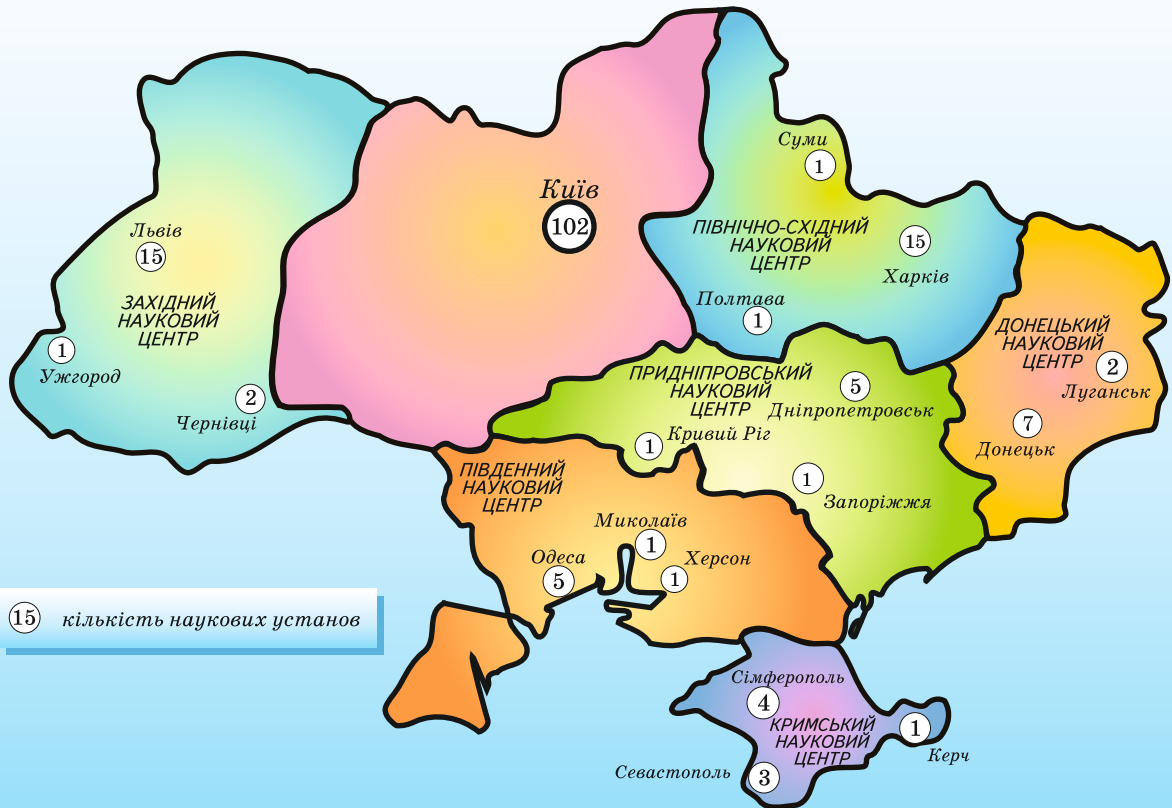 Суми
1
Київ
102
Львів
15
ПІВНІЧНО-СХІДНИЙ
НАУКОВИЙ
ЦЕНТР
15
Харків
ЗАХІДНИЙ
НАУКОВИЙ
ЦЕНТР
Полтава
1
1
Ужгород
2
Чернівці
ДОНЕЦЬКИЙ
НАУКОВИЙ
ЦЕНТР
2
Луганськ
7
Донецьк
ПРИДНІПРОВСЬКИЙ
НАУКОВИЙ
ЦЕНТР
5
Дніпропетровськ
1
Кривий Ріг
1
Запоріжжя
ПІВДЕННИЙ
НАУКОВИЙ
ЦЕНТР
Миколаїв
1
Одеса
5
Херсон
1
15 кількість наукових установ
Сімферополь
4
КРИМСЬКИЙ
НАУКОВИЙ
ЦЕНТР
1
Керч
Севастополь
3